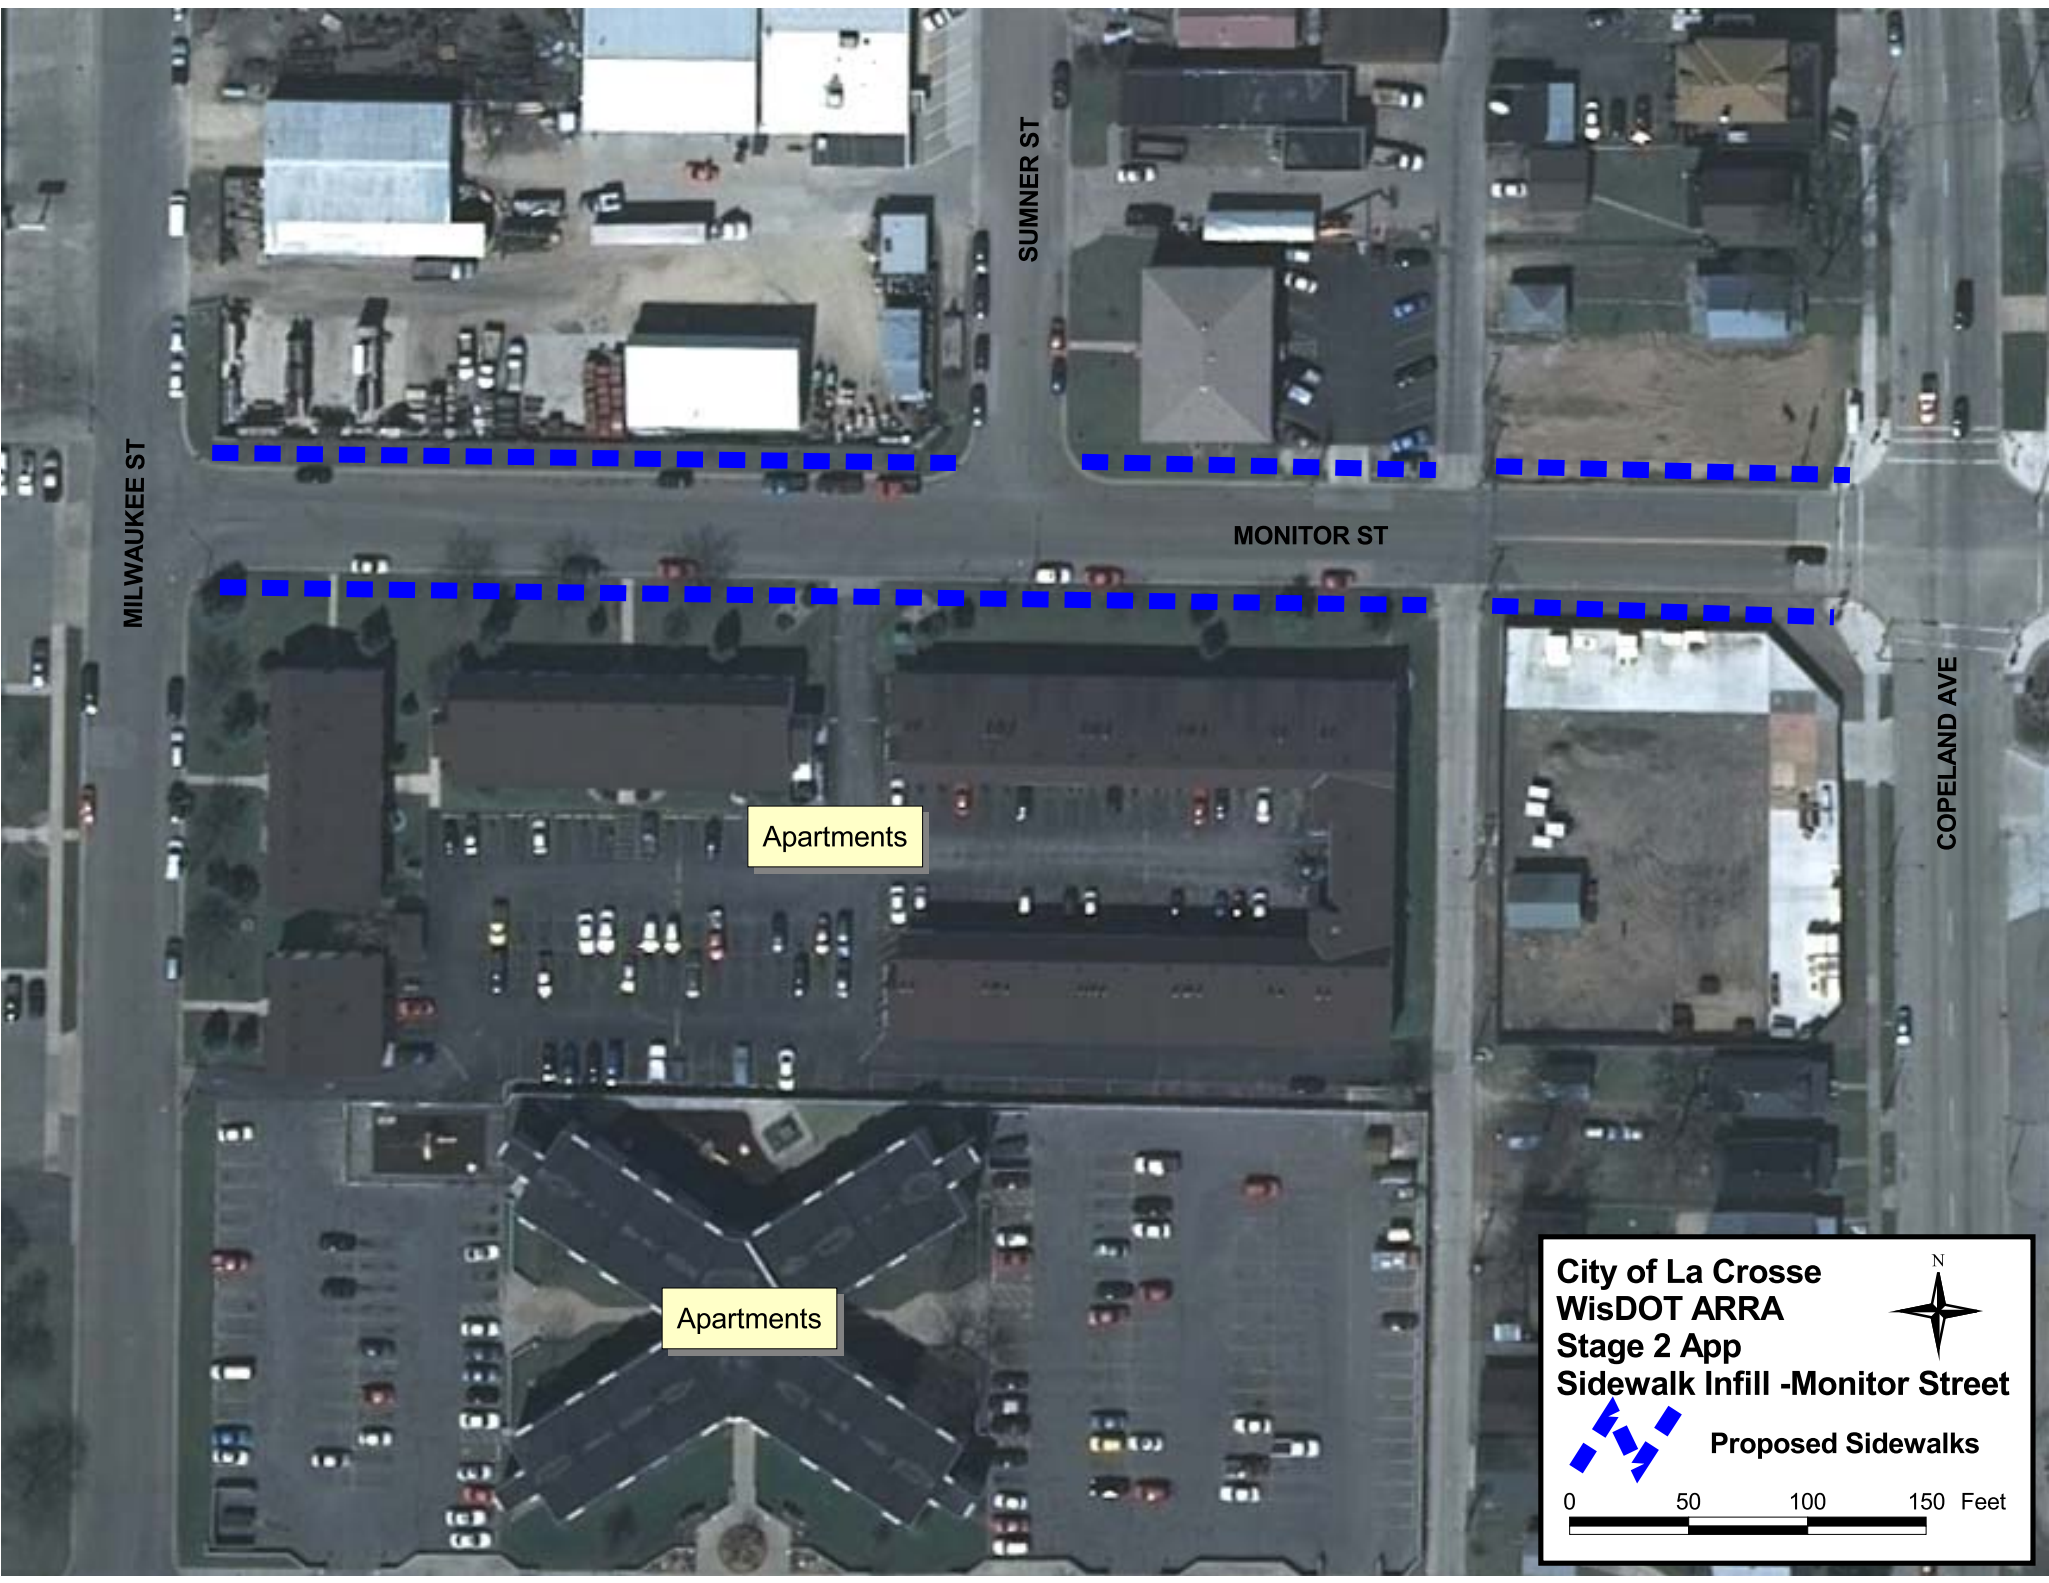 SUMNER ST
MILWAUKEE ST
MONITOR ST
COPELAND AVE
Apartments
Apartments
City of La Crosse
WisDOT ARRA
Stage 2 App
Sidewalk Infill -Monitor Street
N
Proposed Sidewalks
0 50 100 150 Feet